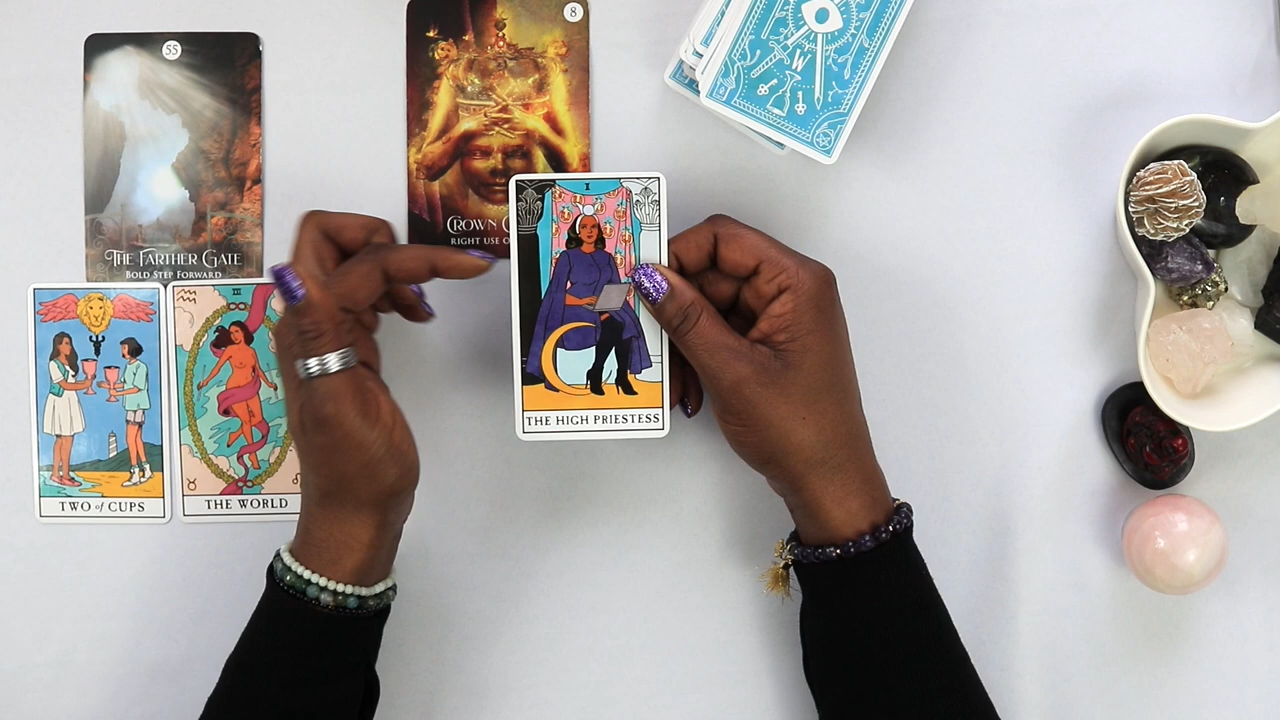 55
THE FARTHER GATE
BOLD STEP FORWARD
8
CROWN
RIGHT USE
W
TWO of CUPS
THE WORLD
I
THE HIGH PRIESTESS